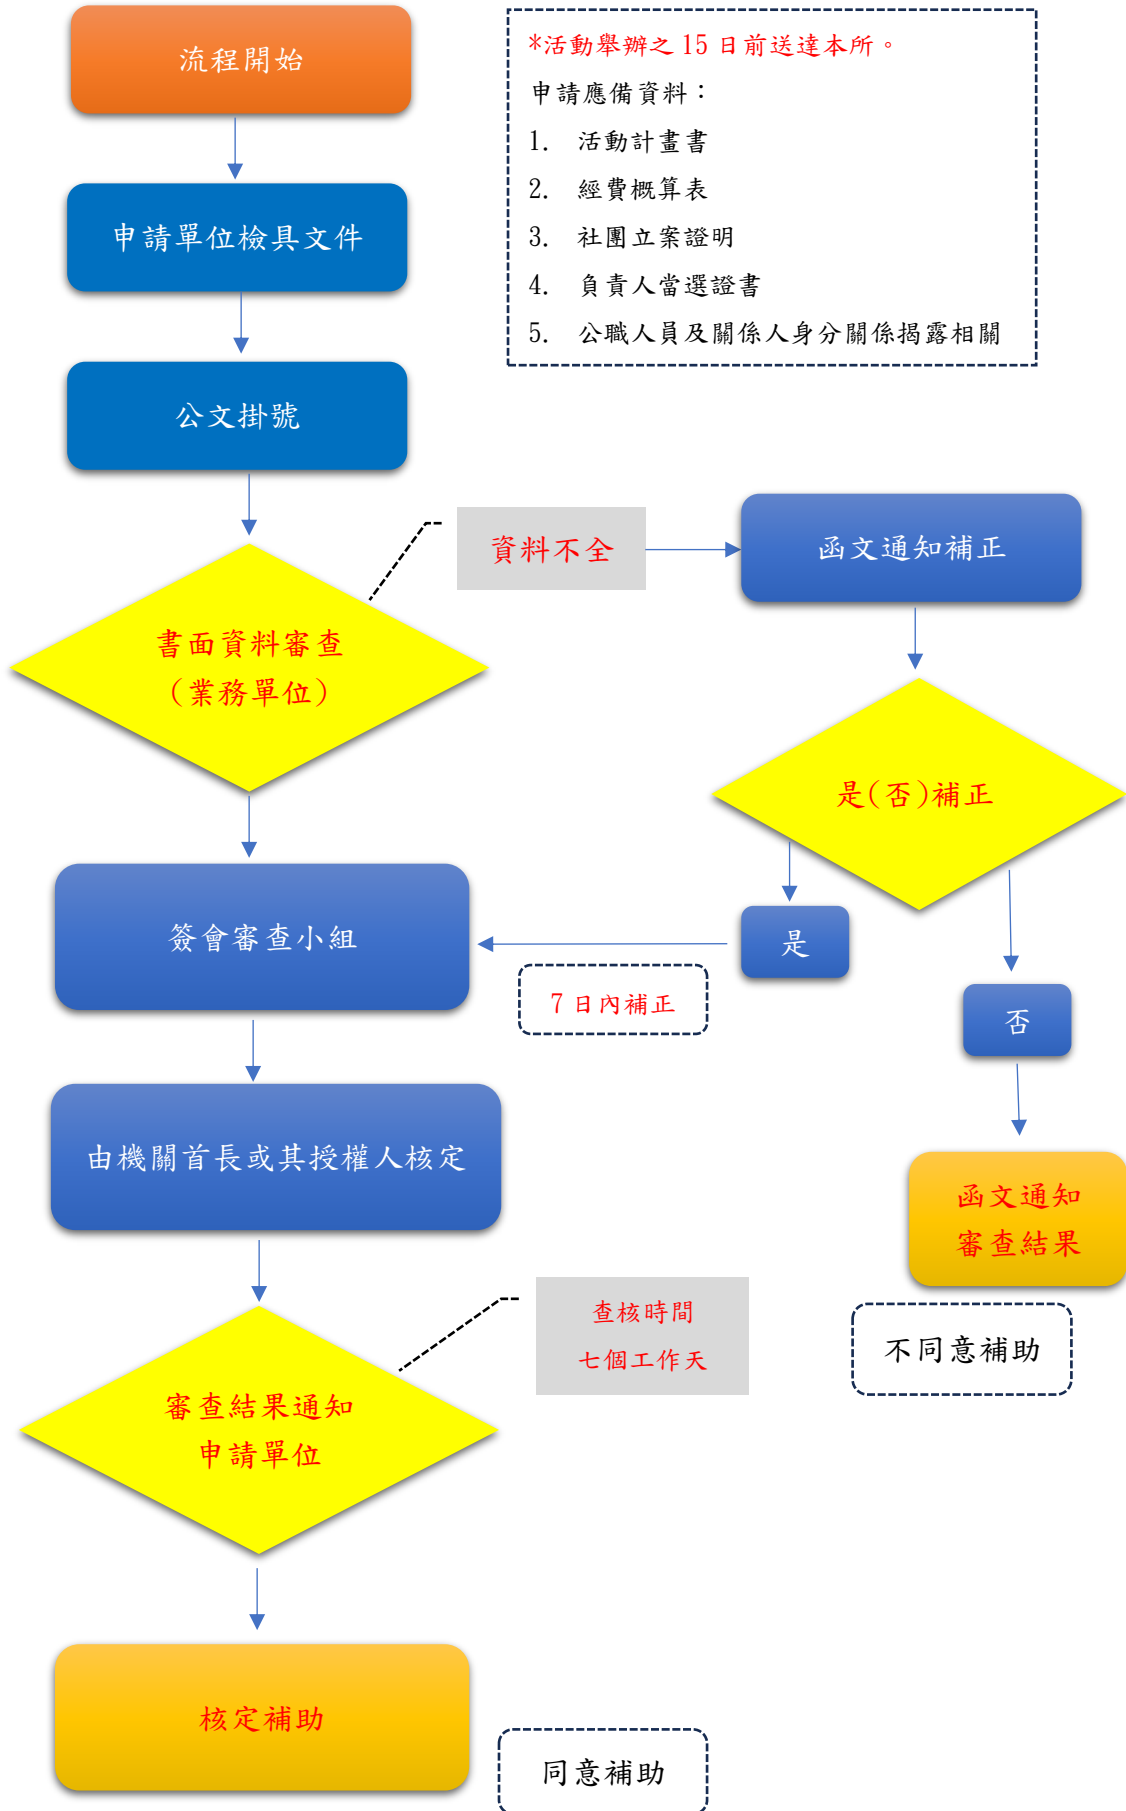 流程開始
*活動舉辦之 15 日前送達本所。
申請應備資料：
1. 活動計畫書
2. 經費概算表
3. 社團立案證明
4. 負責人當選證書
5. 公職人員及關係人身分關係揭露相關
申請單位檢具文件
公文掛號
資料不全
函文通知補正
書面資料審查
(業務單位)
是(否)補正
簽會審查小組
是
7 日內補正
否
由機關首長或其授權人核定
函文通知
審查結果
不同意補助
查核時間
七個工作天
審查結果通知
申請單位
核定補助
同意補助